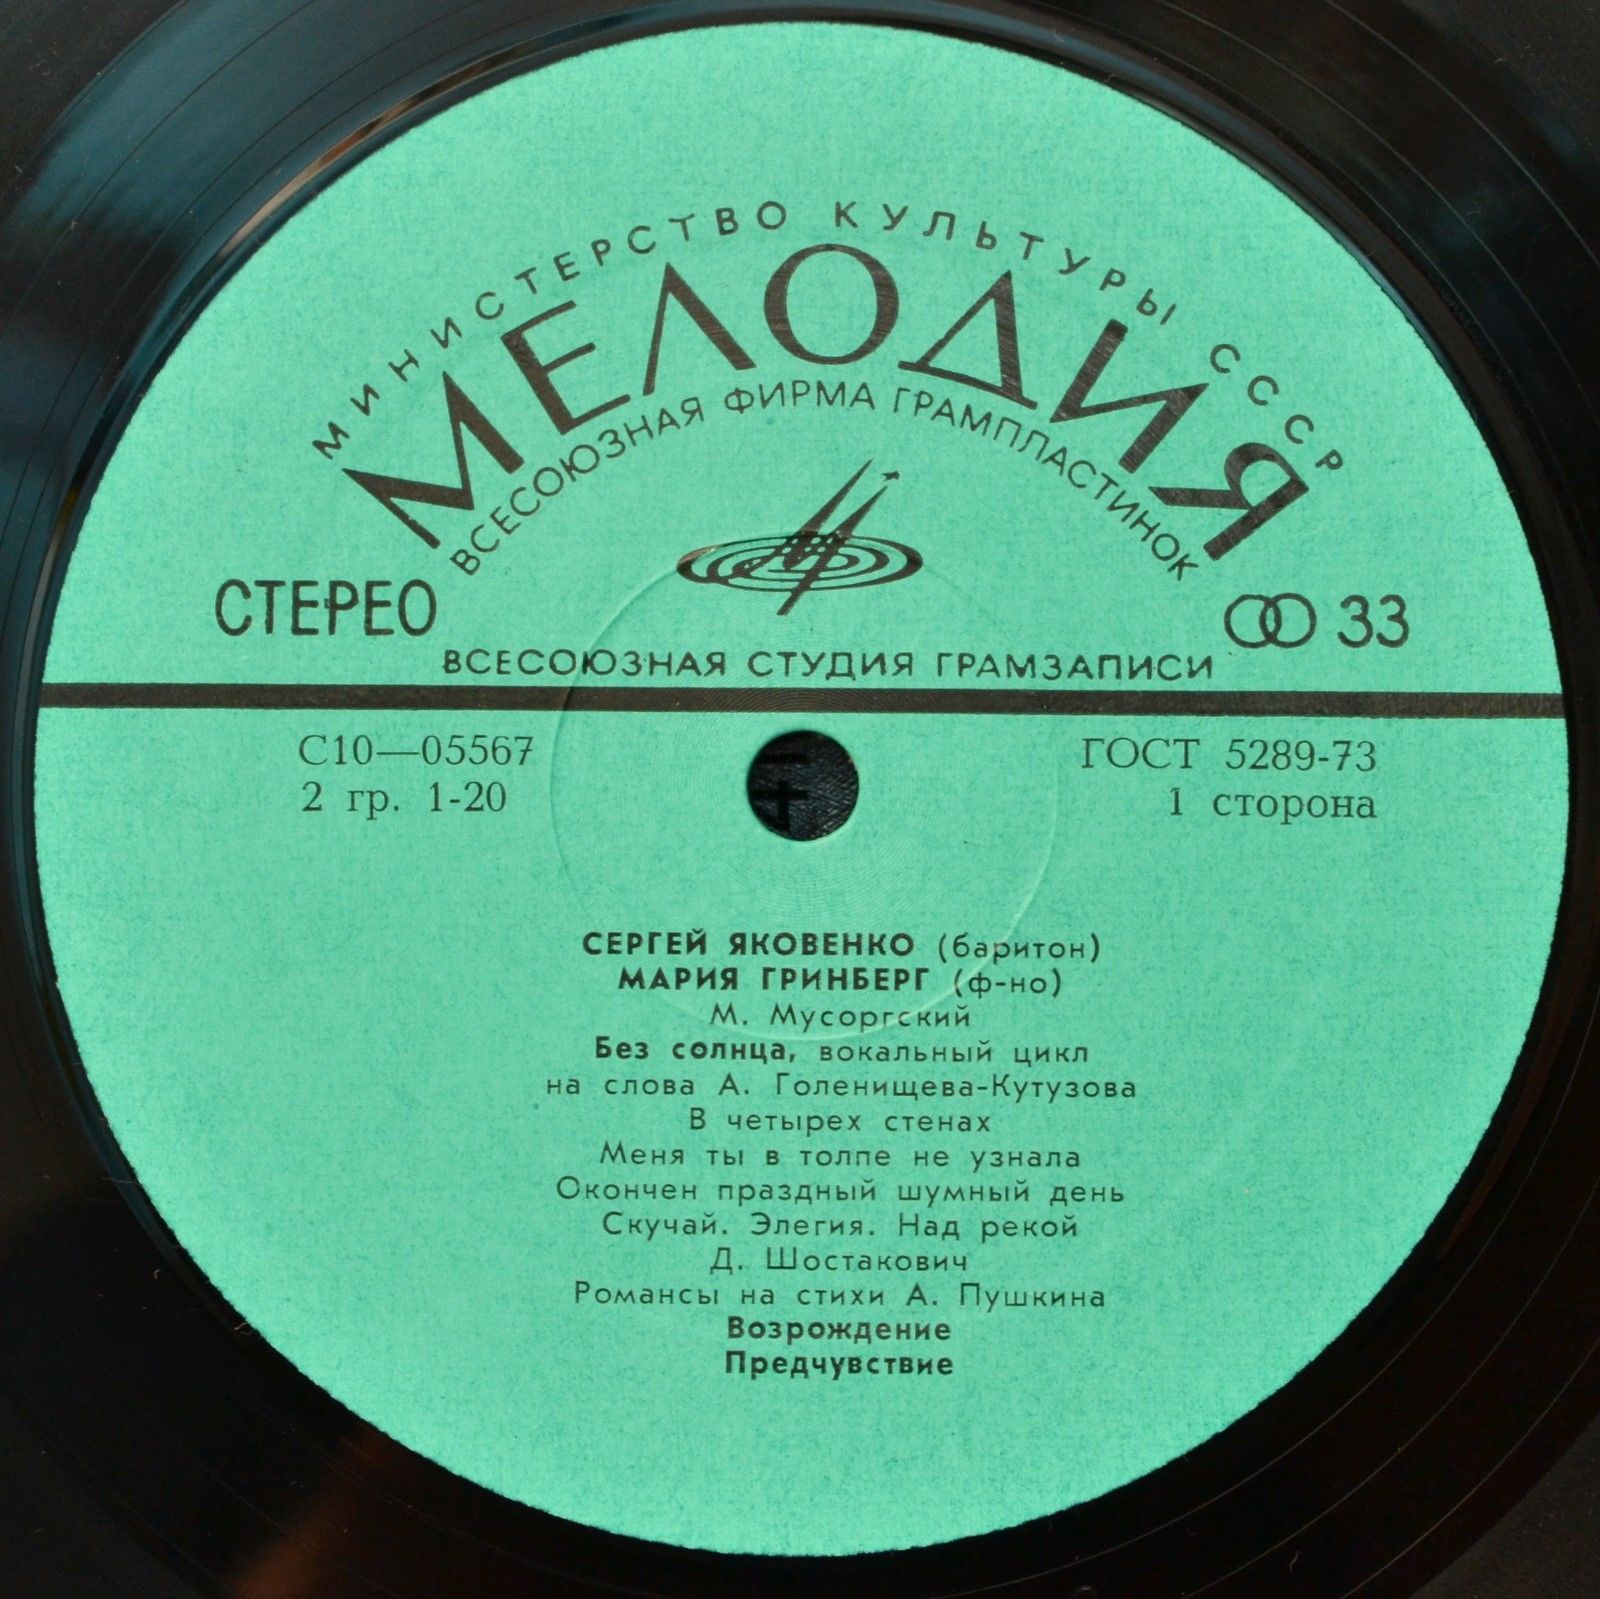 МИНИСТЕРСТВО КУЛЬТУРЫ СССР
МЕЛОДИЯ
ВСЕСОЮЗНАЯ ФИРМА ГРАМПЛАСТИНОК
СТЕРЕО
33
ВСЕСОЮЗНАЯ СТУДИЯ ГРАМЗАПИСИ
С10—05567
ГОСТ 5289-73
2 гр. 1-20
1 сторона
СЕРГЕЙ ЯКОВЕНКО (баритон)
МАРИЯ ГРИНБЕРГ (ф-но)
М. Мусоргский
Без солнца, вокальный цикл
на слова А. Голенищева-Кутузова
В четырех стенах
Меня ты в толпе не узнала
Окончен праздный шумный день
Скучай. Элегия. Над рекой
Д. Шостакович
Романсы на стихи А. Пушкина
Возрождение
Предчувствие